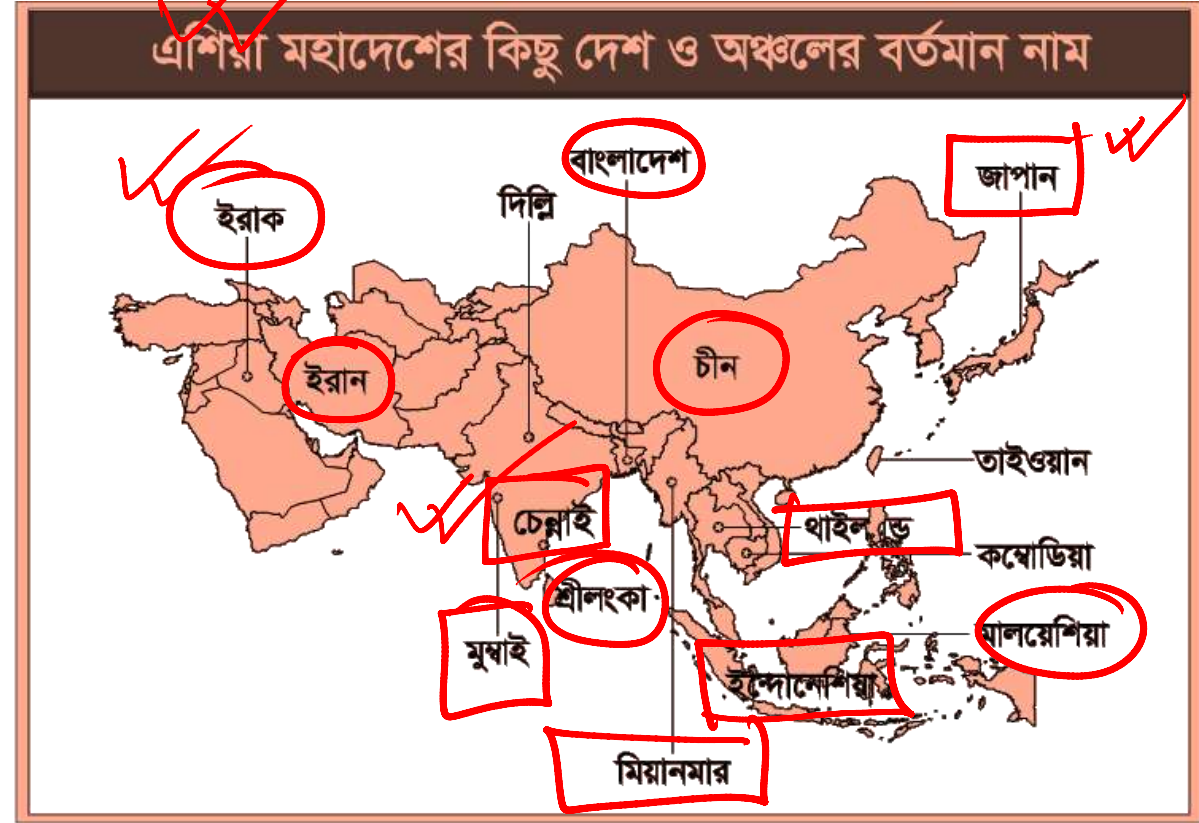 এশিয়া মহাদেশের কিছু দেশ ও অঞ্চলের বর্তমান নাম
বাংলাদেশ
জাপান
দিল্লি
ইরাক
চীন
ইরান
তাইওয়ান
চেন্নাই
থাইল্যান্ড
কম্বোডিয়া
শ্রীলংকা
মালয়েশিয়া
মুম্বাই
ইন্দোনেশিয়া
মিয়ানমার